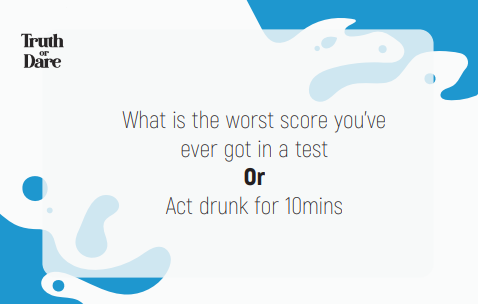 Truth
or
Dare
What is the worst score you've
ever got in a test
Or
Act drunk for 10mins